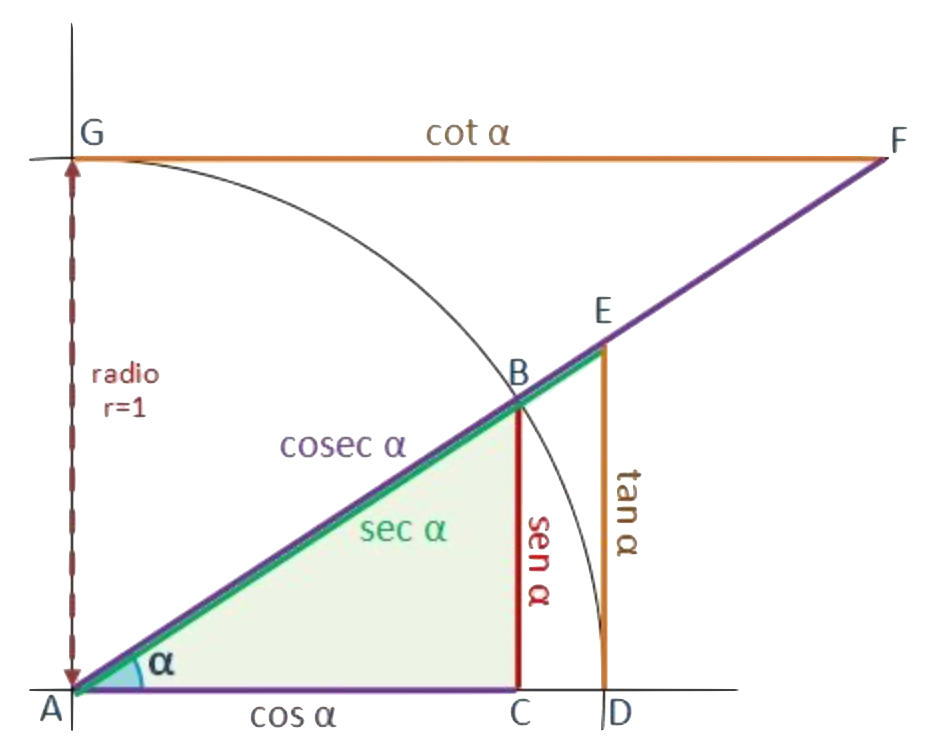 G
cot α
F
E
radio
r=1
B
cosec α
sec α
tan α
sen α
α
A
cos α
C
D